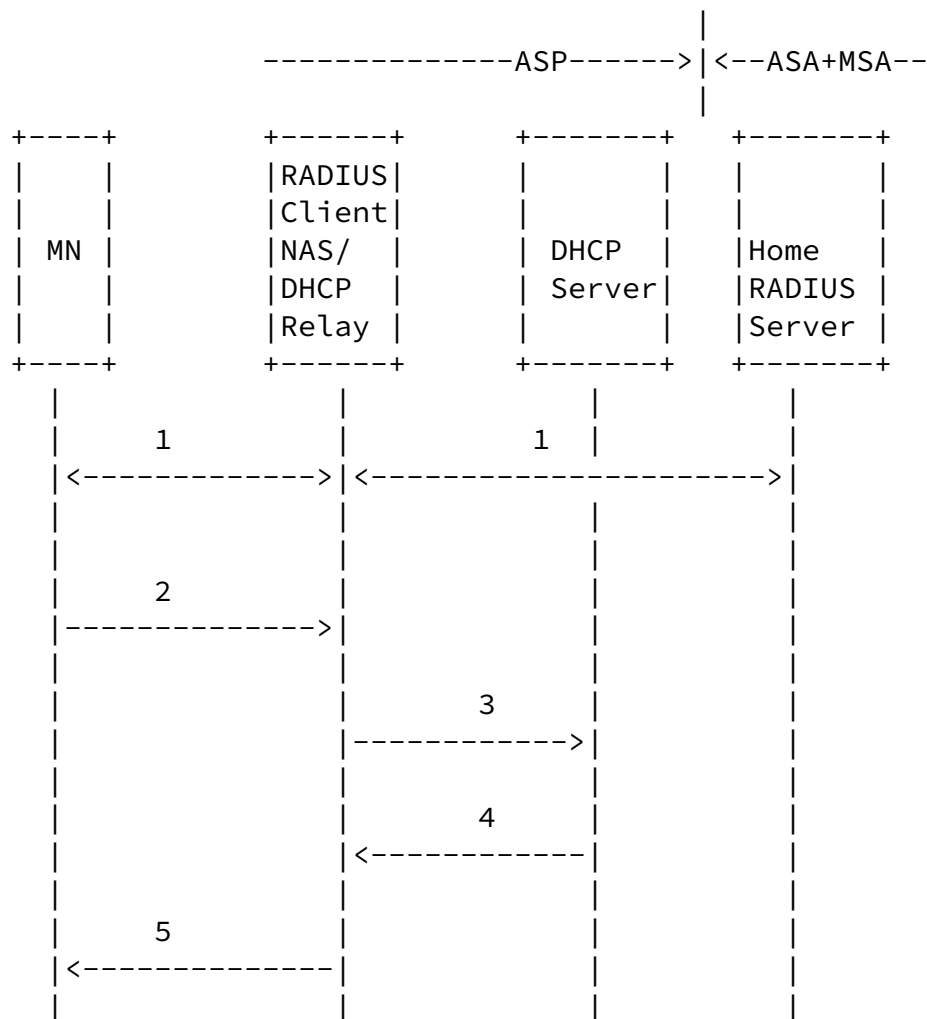 |
--------------ASP------>|<--ASA+MSA--
                           |
+----+ +------+ +-------+ +-------+
| | |RADIUS| | | | |
| | |Client| | | | |
| MN | |NAS/ | | DHCP | |Home |
| | |DHCP | | Server| |RADIUS |
| | |Relay | | | |Server |
+----+ +------+ +-------+ +-------+
| | | |
| 1 | 1 | |
|<------------->|<--------------------->|
| | | |
| | | |
| 2 | | |
|------------->| | |
| | | |
| | 3 | |
| |----------->| |
| | | |
| | 4 | |
| |<------------| |
| | | |
| 5 | | |
|<--------------| | |
| | | |